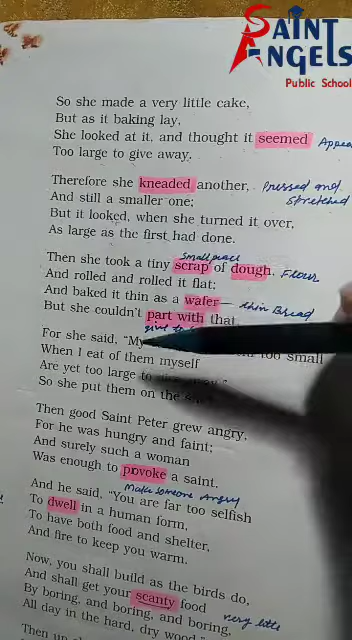 SAINT
ANGELS
Public School
So she made a very little cake,
But as it baking lay,
She looked at it, and thought it seemed Appea
Too large to give away.
Therefore she kneaded another, Pressed and
stretched
And still a smaller one;
But it looked, when she turned it over,
As large as the first had done.
small piece
Then she took a tiny scrap of dough. Flour
And rolled and rolled it flat;
And baked it thin as a wafer — thin Bread
But she couldn't part with that
give to
For she said, "My too small
When I eat of them myself
Are yet too large to
So she put them on the
Then good Saint Peter grew angry,
For he was hungry and faint;
And surely such a woman
Was enough to provoke a saint.
Make someone Angry
And he said, "You are far too selfish
To dwell in a human form,
To have both food and shelter,
And fire to keep you warm.
Now, you shall build as the birds do,
And shall get your scanty food
very little
By boring, and boring, and boring,
All day in the hard, dry wood."
Then up